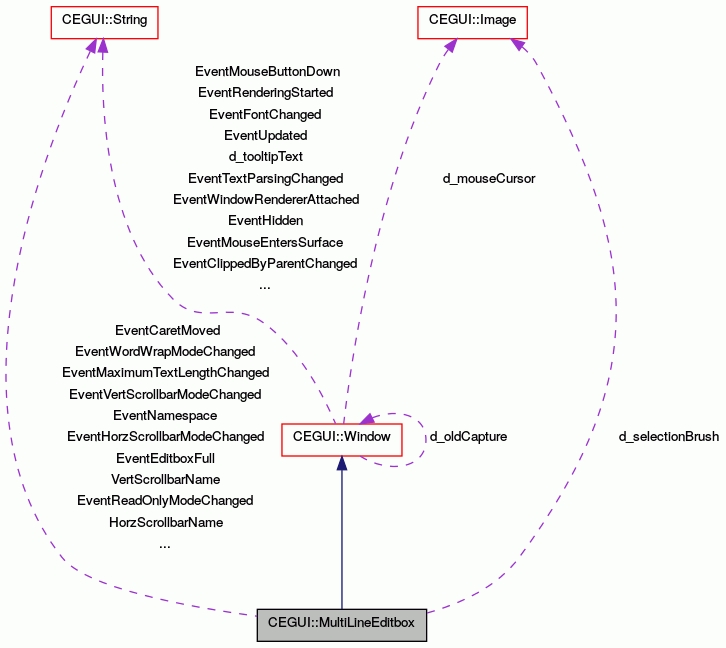 CEGUI::String
CEGUI::Image
EventMouseButtonDown
EventRenderingStarted
EventFontChanged
EventUpdated
d_tooltipText
EventTextParsingChanged
EventWindowRendererAttached
EventHidden
EventMouseEntersSurface
EventClippedByParentChanged
...
d_mouseCursor
EventCaretMoved
EventWordWrapModeChanged
EventMaximumTextLengthChanged
EventVertScrollbarModeChanged
EventNamespace
EventHorzScrollbarModeChanged
EventEditboxFull
VertScrollbarName
EventReadOnlyModeChanged
HorzScrollbarName
...
CEGUI::Window
d_oldCapture
d_selectionBrush
CEGUI::MultiLineEditbox